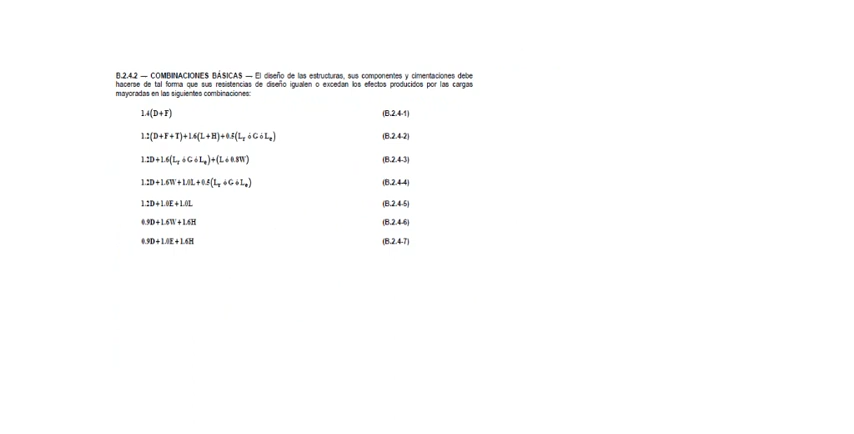 B.2.4.2 — COMBINACIONES BÁSICAS — El diseño de las estructuras, sus componentes y cimentaciones debe
hacerse de tal forma que sus resistencias de diseño igualen o excedan los efectos producidos por las cargas
mayoradas en las siguientes combinaciones:
1.4(D+F) (B.2.4-1)
1.2(D+F+T)+1.6(L+H)+0.5(Lr ó G ó Le) (B.2.4-2)
1.2D+1.6(Lr ó G ó Le)+(L ó 0.8W) (B.2.4-3)
1.2D+1.6W+1.0L+0.5(Lr ó G ó Le) (B.2.4-4)
1.2D+1.0E+1.0L (B.2.4-5)
0.9D+1.6W+1.6H (B.2.4-6)
0.9D+1.0E+1.6H (B.2.4-7)